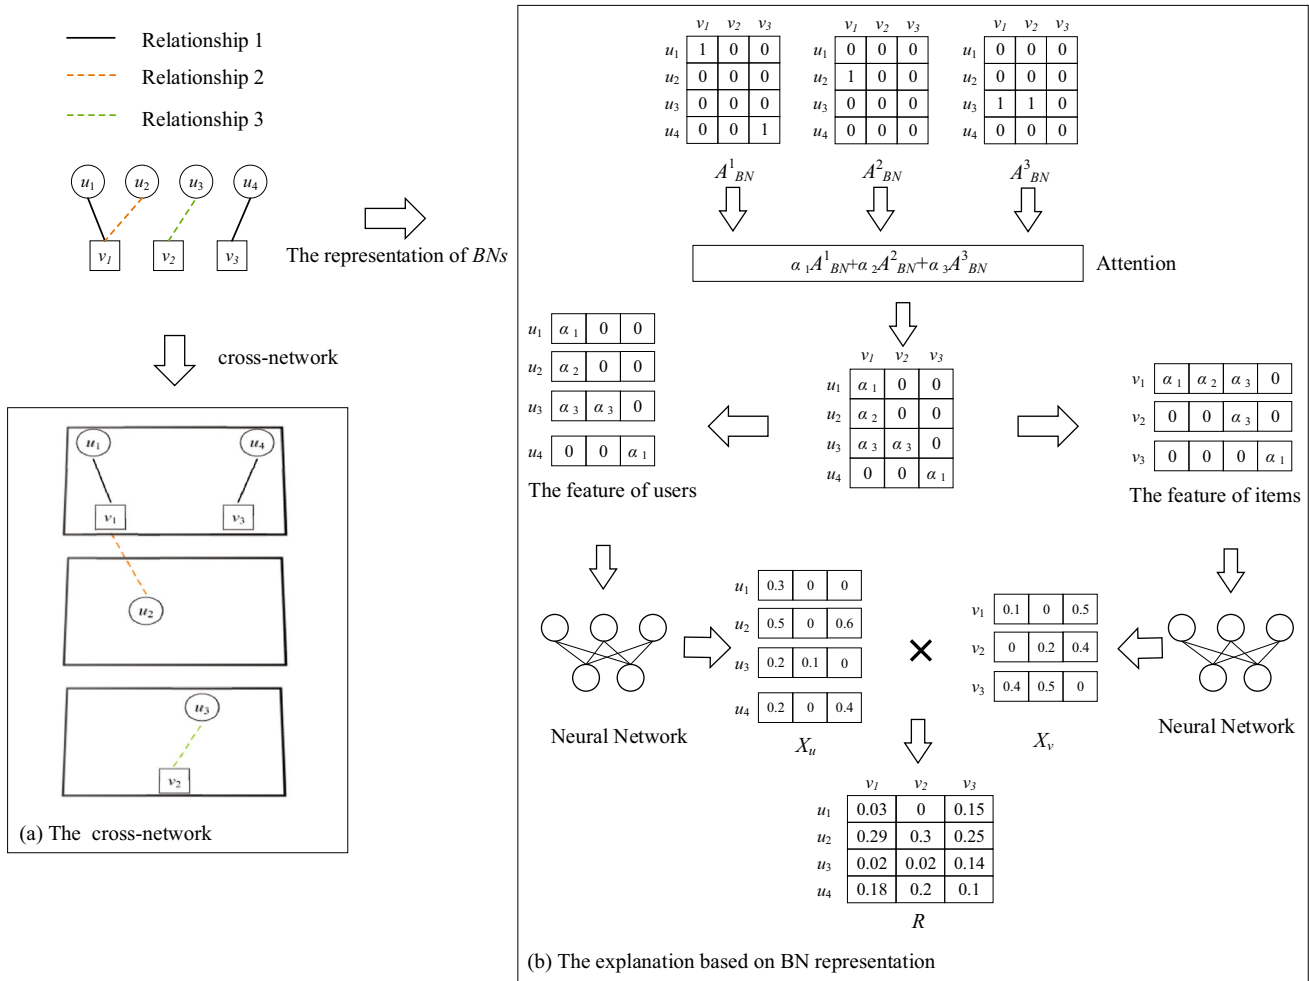 Relationship 1
Relationship 2
Relationship 3
u1 u2 u3 u4
v1 v2 v3
The representation of BNs
cross-network
u1 u4
v1 v3
u2
u3
v2
(a) The cross-network
v1 v2 v3
u1 1 0 0
u2 0 0 0
u3 0 0 0
u4 0 0 1
A^1_BN
v1 v2 v3
u1 0 0 0
u2 1 0 0
u3 0 0 0
u4 0 0 0
A^2_BN
v1 v2 v3
u1 0 0 0
u2 0 0 0
u3 1 1 0
u4 0 0 0
A^3_BN
α1A^1_BN+α2A^2_BN+α3A^3_BN
Attention
u1 α1 0 0
u2 α2 0 0
u3 α3 α3 0
u4 0 0 α1
The feature of users
v1 v2 v3
u1 α1 0 0
u2 α2 0 0
u3 α3 α3 0
u4 0 0 α1
v1 α1 α2 α3 0
v2 0 0 α3 0
v3 0 0 0 α1
The feature of items
Neural Network
u1 0.3 0 0
u2 0.5 0 0.6
u3 0.2 0.1 0
u4 0.2 0 0.4
Xu
×
v1 0.1 0 0.5
v2 0 0.2 0.4
v3 0.4 0.5 0
Xv
Neural Network
v1 v2 v3
u1 0.03 0 0.15
u2 0.29 0.3 0.25
u3 0.02 0.02 0.14
u4 0.18 0.2 0.1
R
(b) The explanation based on BN representation